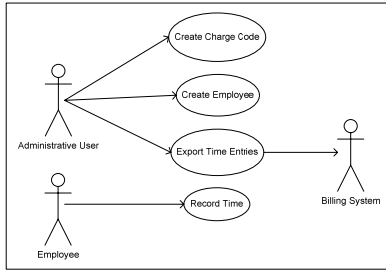 Create Charge Code
Create Employee
Administrative User
Export Time Entries
Record Time
Billing System
Employee